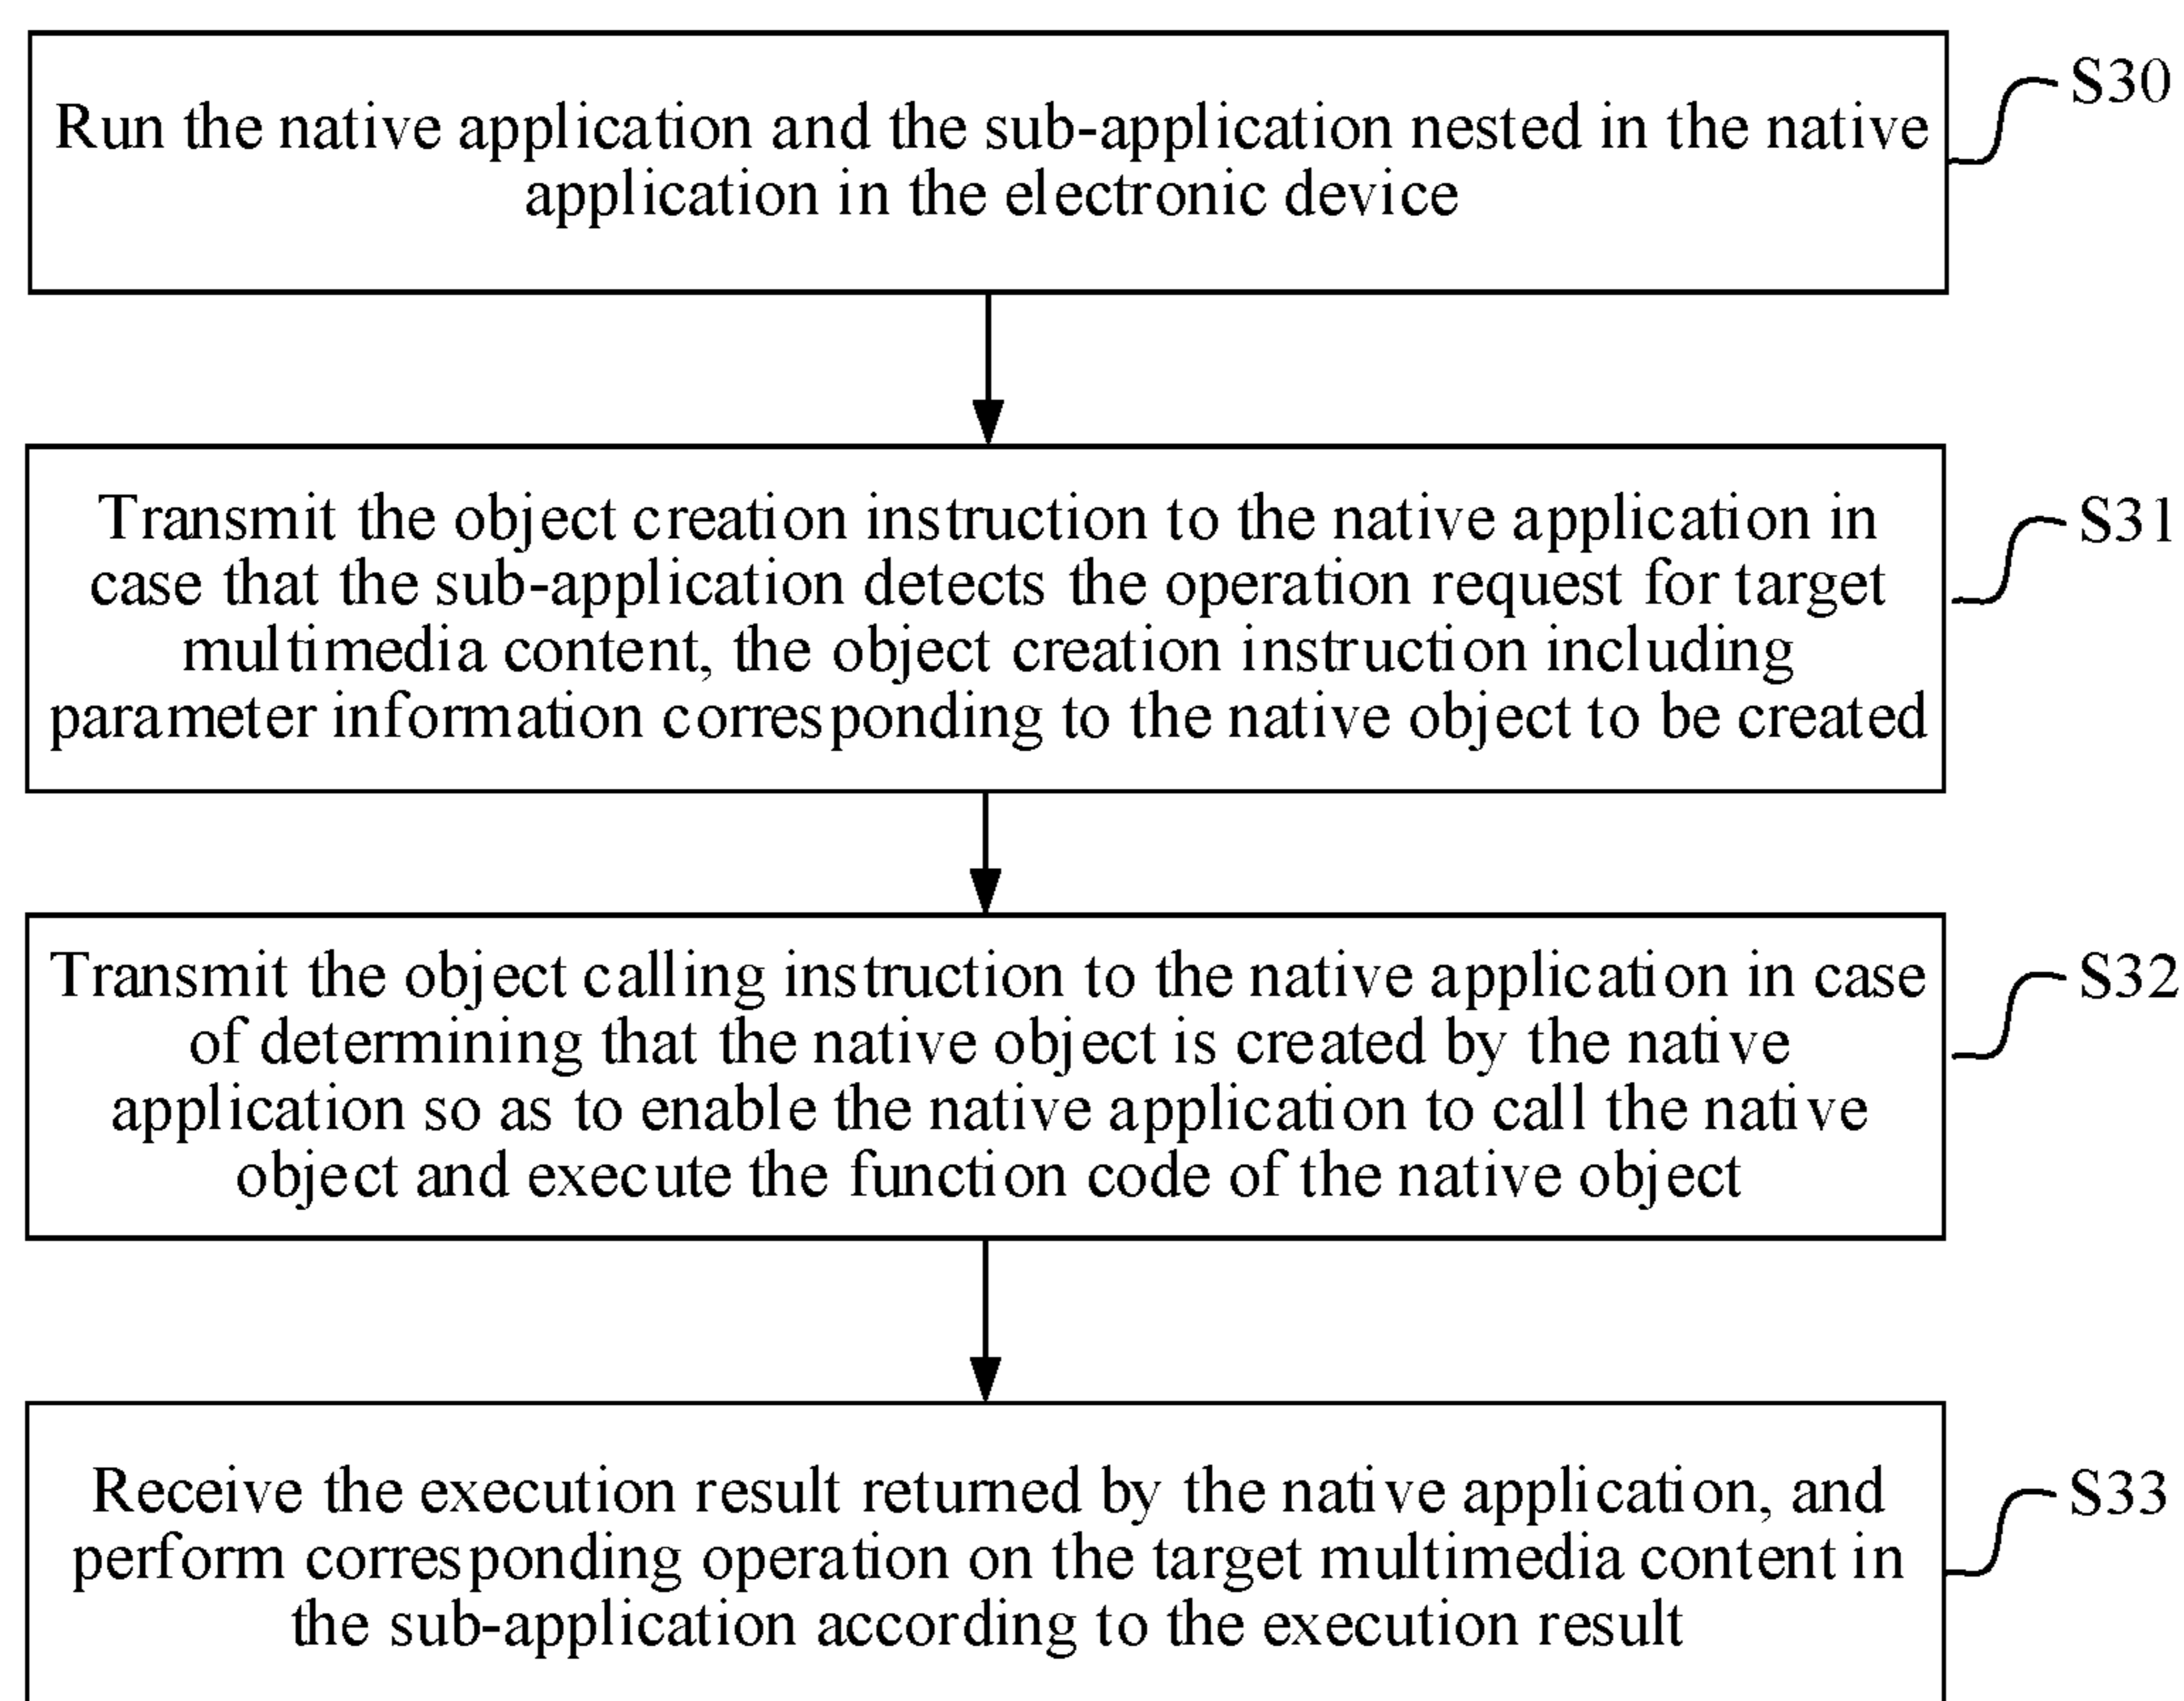 Run the native application and the sub-application nested in the native
application in the electronic device
S30
Transmit the object creation instruction to the native application in
case that the sub-application detects the operation request for target
multimedia content, the object creation instruction including
parameter information corresponding to the native object to be created
S31
Transmit the object calling instruction to the native application in case
of determining that the native object is created by the native
application so as to enable the native application to call the native
object and execute the function code of the native object
S32
Receive the execution result returned by the native application, and
perform corresponding operation on the target multimedia content in
the sub-application according to the execution result
S33